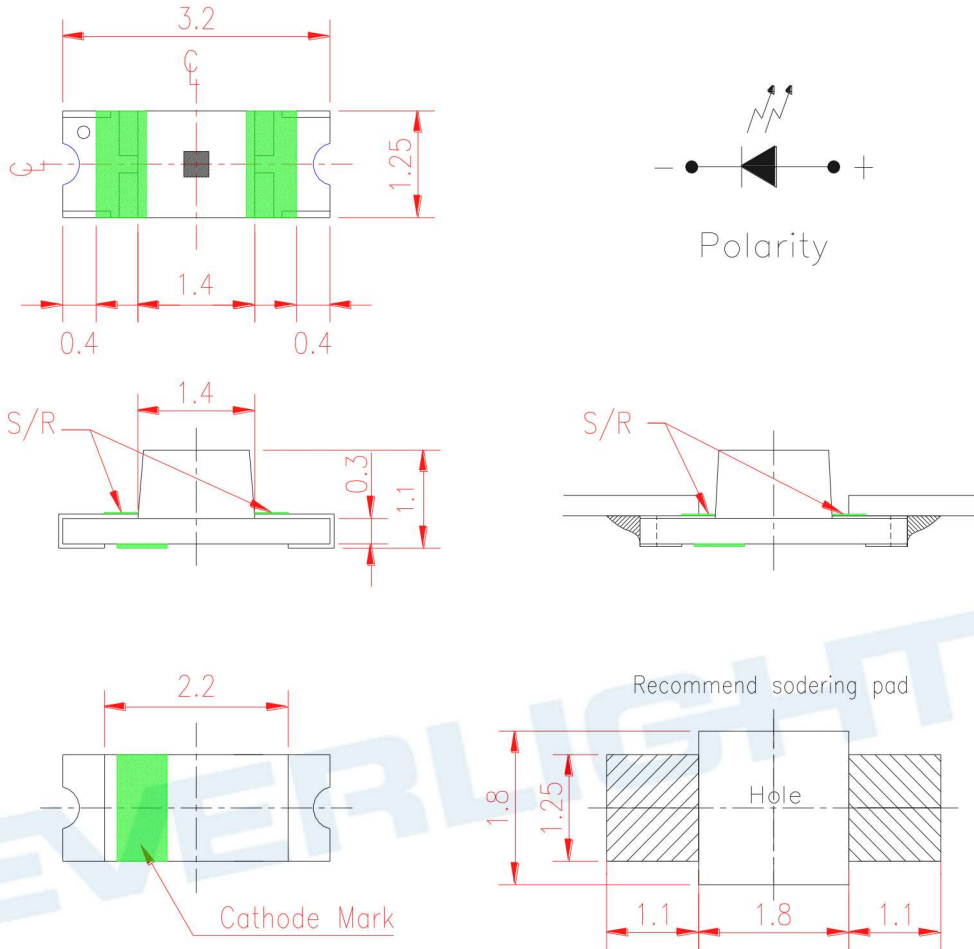 3.2
℄
℄
1.25
1.4
0.4
0.4
- +
Polarity
1.4
S/R
0.3
1.1
S/R
2.2
Cathode Mark
Recommend sodering pad
1.8
1.25
Hole
1.1
1.8
1.1
EVERLIGHT